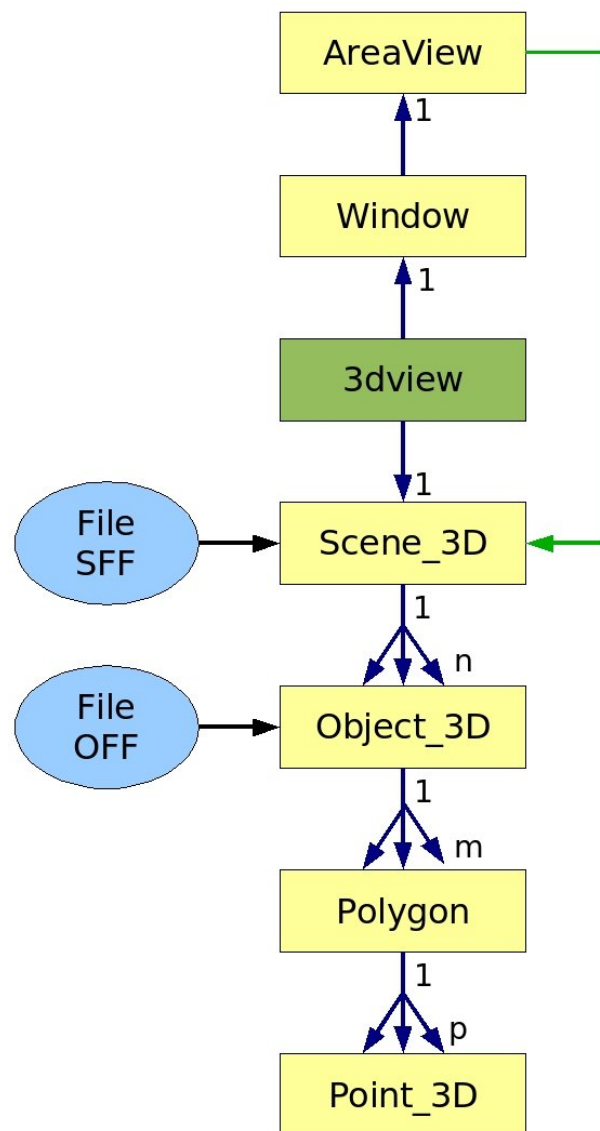 AreaView
1
Window
1
3dview
1
File
SFF
Scene_3D
1
n
File
OFF
Object_3D
1
m
Polygon
1
p
Point_3D